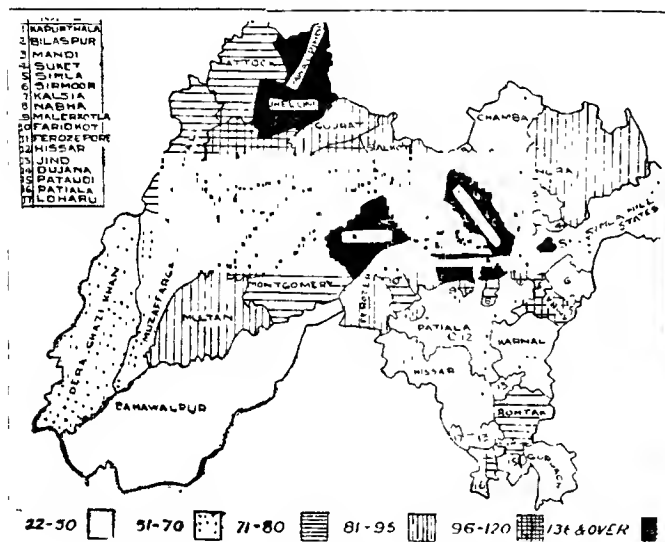 1 KAPURTHALA
2 BILASPUR
3 MANDI
4 SUKET
5 SIMLA
6 SIRMOOR
7 KALSIA
8 NABHA
9 MALERKOTLA
10 FARIDKOT
11 FEROZEPORE
12 HISSAR
13 JIND
14 DUJANA
15 PATAUDI
16 PATIALA
17 LOHARU
ATTOCK
JHELUM
GUJRAT
CHAMBA
SIMLA HILL
STATES
MONTGOMERY
MULTAN
MUZAFFARGA
DERA GHAZI KHAN
BAHAWALPUR
PATIALA
HISSAR
KARNAL
ROHTAK
GURGAON
22-50 51-70 71-80 81-95 96-120 13t & OVER